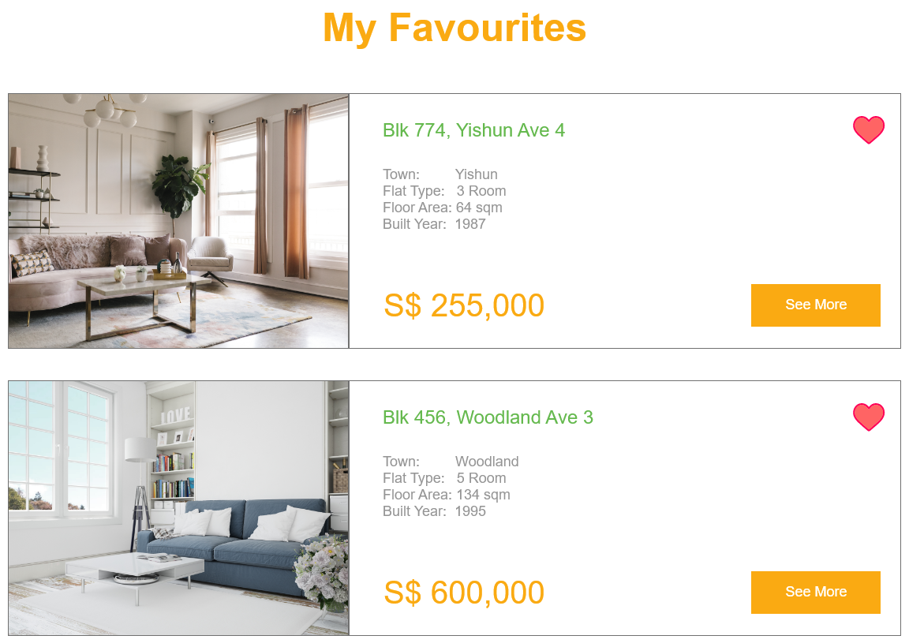 My Favourites
Blk 774, Yishun Ave 4
Town: Yishun
Flat Type: 3 Room
Floor Area: 64 sqm
Built Year: 1987
S$ 255,000
See More
LOVE
Blk 456, Woodland Ave 3
Town: Woodland
Flat Type: 5 Room
Floor Area: 134 sqm
Built Year: 1995
S$ 600,000
See More